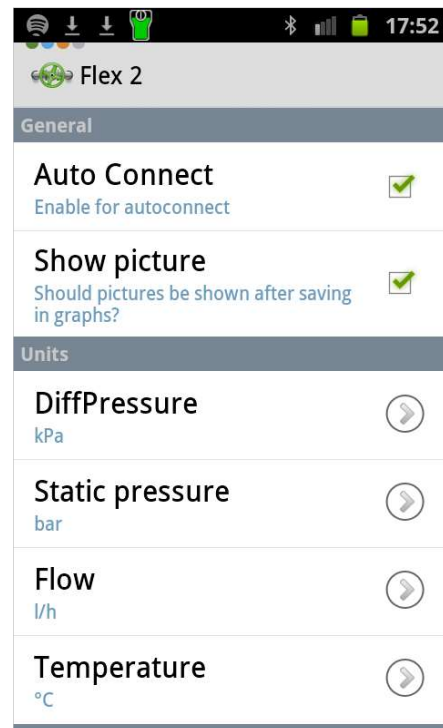 17:52
Flex 2
General
Auto Connect
Enable for autoconnect
Show picture
Should pictures be shown after saving
in graphs?
Units
DiffPressure
kPa
Static pressure
bar
Flow
l/h
Temperature
°C